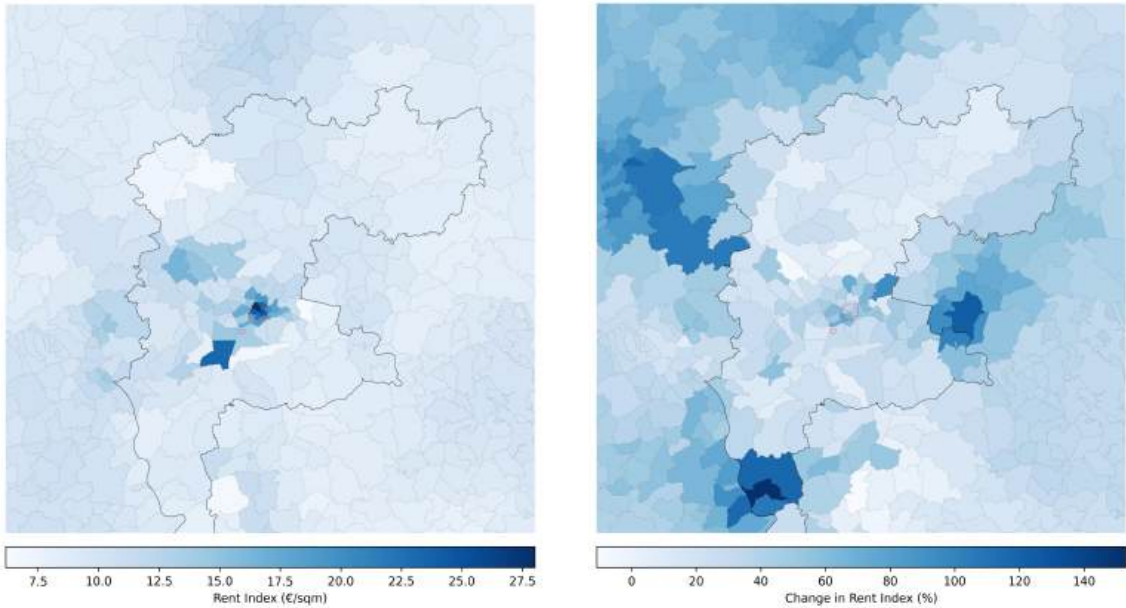 7.5 10.0 12.5 15.0 17.5 20.0 22.5 25.0 27.5
Rent Index (€/sqm)
0 20 40 60 80 100 120 140
Change in Rent Index (%)